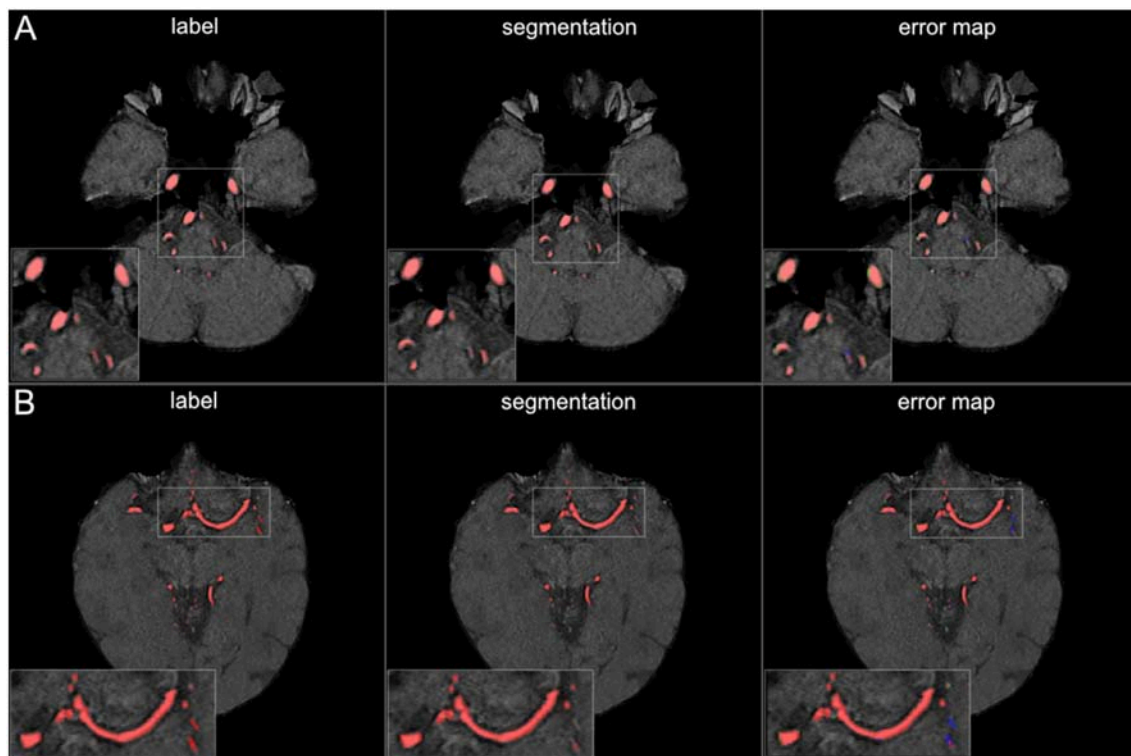 A
label
segmentation
error map
B
label
segmentation
error map